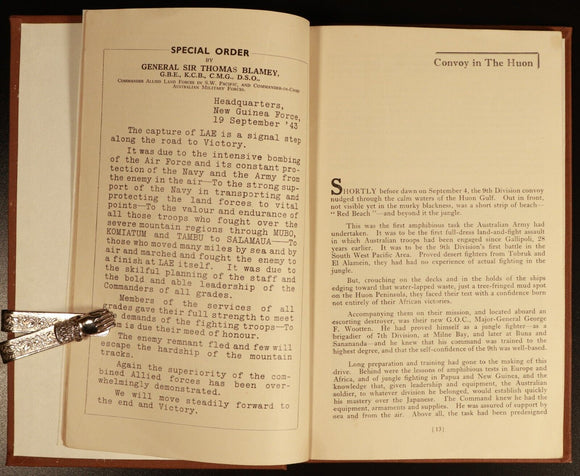 SPECIAL ORDER
BY
GENERAL SIR THOMAS BLAMEY,
G.B.E., K.C.B., C.M.G., D.S.O.,
COMMANDER ALLIED LAND FORCES IN S.W. PACIFIC, AND COMMANDER-IN-CHIEF
AUSTRALIAN MILITARY FORCES.
Headquarters,
New Guinea Force,
19 September '43
The capture of LAE is a signal step
along the road to Victory.
It was due to the intensive bombing
of the Air Force and its constant pro-
tection of the Navy and the Army from
the enemy in the air—To the strong sup-
port of the Navy in transporting and
protecting the land forces to vital
points—To the valour and endurance of
all those troops who fought over the
severe mountain regions through MUBO,
KOMIATUM and TAMBU to SALAMAUA—To
those who moved many miles by sea and by
air and marched and fought the enemy to
a finish at LAE itself. It was due to
the skilful planning of the staff and
the bold and able leadership of the
Commanders of all grades.
Members of the services of all
grades gave their full strength to meet
demands of the fighting troops—To
is due their meed of honour.
The enemy remnant fled and few will
escape the hardship of the mountain
tracks.
Again the superiority of the com-
bined Allied forces has been over-
whelmingly demonstrated.
We will move steadily forward to
the end and Victory.
Convoy in The Huon
SHORTLY before dawn on September 4, the 9th Division convoy
nudged through the calm waters of the Huon Gulf. Out in front,
not visible yet in the murky blackness, was a short strip of beach—
"Red Beach"—and beyond it the jungle.
This was the first amphibious task the Australian Army had
undertaken. It was to be the first full-dress land-and-fight assault
in which Australian troops had been engaged since Gallipoli, 28
years earlier. It was to be the 9th Division's first battle in the
South West Pacific Area. Proved desert fighters from Tobruk and
El Alamein, they had had no experience of actual fighting in the
jungle.
But, crouching on the decks and in the holds of the ships
edging toward that water-lapped waste, just a tree-fringed mud spot
on the Huon Peninsula, they faced their test with a confidence born
not entirely of their African victories.
Accompanying them on their mission, and located aboard an
escorting destroyer, was their new G.O.C., Major-General George
F. Wootten. He had proved himself as a jungle fighter—as a
brigadier of 7th Division, at Milne Bay, and later at Buna and
Sanananda—and he knew that his command was trained to the
highest degree, and that the self-confidence of the 9th was well-based.
Long preparation and training had gone to the making of this
drive. Behind were the lessons of amphibious tests in Europe and
Africa, and of jungle fighting in Papua and New Guinea, and the
knowledge that, given leadership and equipment, the Australian
soldier, to whatever division he belonged, would establish quickly
his mastery over the Japanese. The Command knew he had the
equipment, armaments and supplies. He was assured of support by
sea and from the air. Above all, the task had been predesigned
[13]